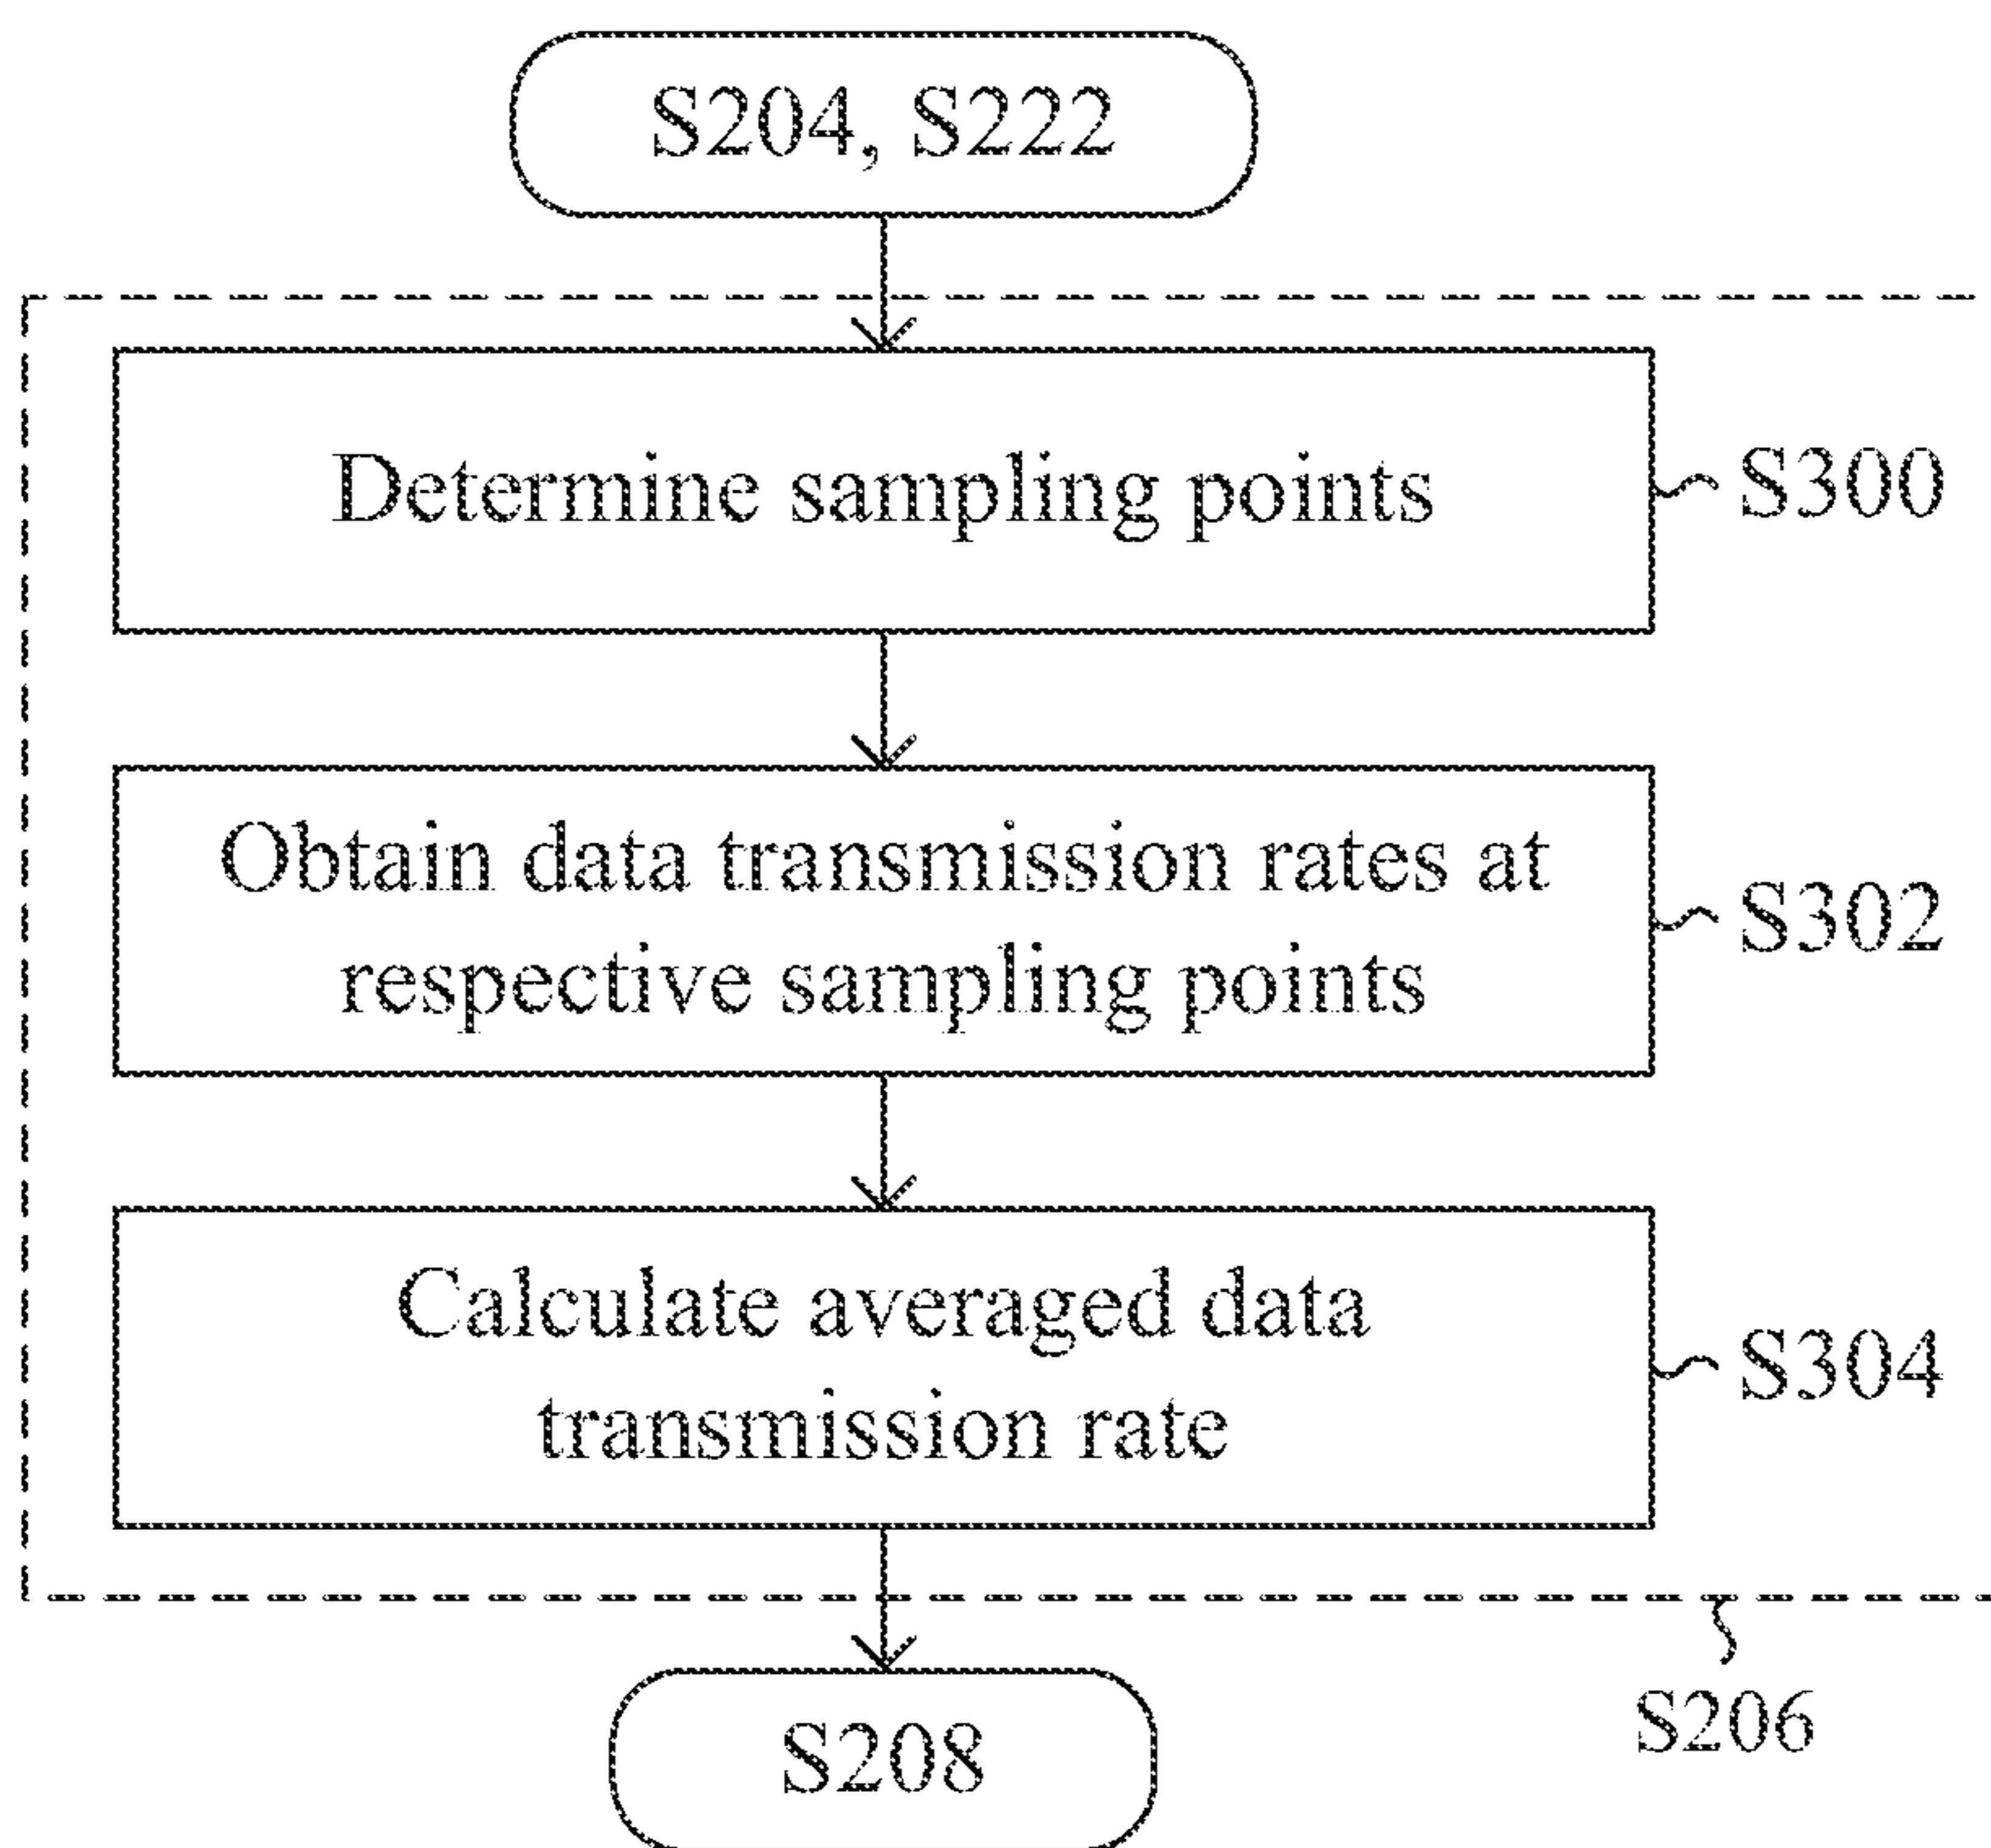 S204, S222
Determine sampling points
S300
Obtain data transmission rates at
respective sampling points
S302
Calculate averaged data
transmission rate
S304
S206
S208